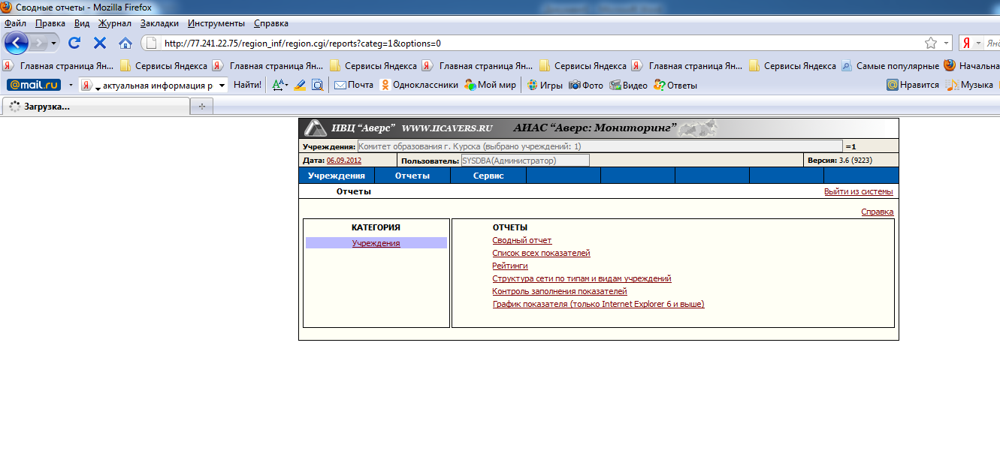 Сводные отчеты - Mozilla Firefox
Файл Правка Вид Журнал Закладки Инструменты Справка
http://77.241.22.75/region_inf/region.cgi/reports?categ=1&options=0
Главная страница Ян... Сервисы Яндекса Главная страница Ян... Сервисы Яндекса Главная страница Ян... Сервисы Яндекса Главная страница Ян... Сервисы Яндекса Самые популярные Начальна
@mail.ru актуальная информация р Найти! Почта Одноклассники Мой мир Игры Фото Видео Ответы Нравится Музыка
Загрузка...
ИВЦ “Аверс” WWW.IICAVERS.RU АИАС “Аверс: Мониторинг”
Учреждения: Комитет образования г. Курска (выбрано учреждений: 1) =1
Дата: 06.09.2012 Пользователь: SYSDBA(Администратор) Версия: 3.6 (9223)
Учреждения Отчеты Сервис
Отчеты Выйти из системы
Справка
КАТЕГОРИЯ ОТЧЕТЫ
Учреждения Сводный отчет
Список всех показателей
Рейтинги
Структура сети по типам и видам учреждений
Контроль заполнения показателей
График показателя (только Internet Explorer 6 и выше)